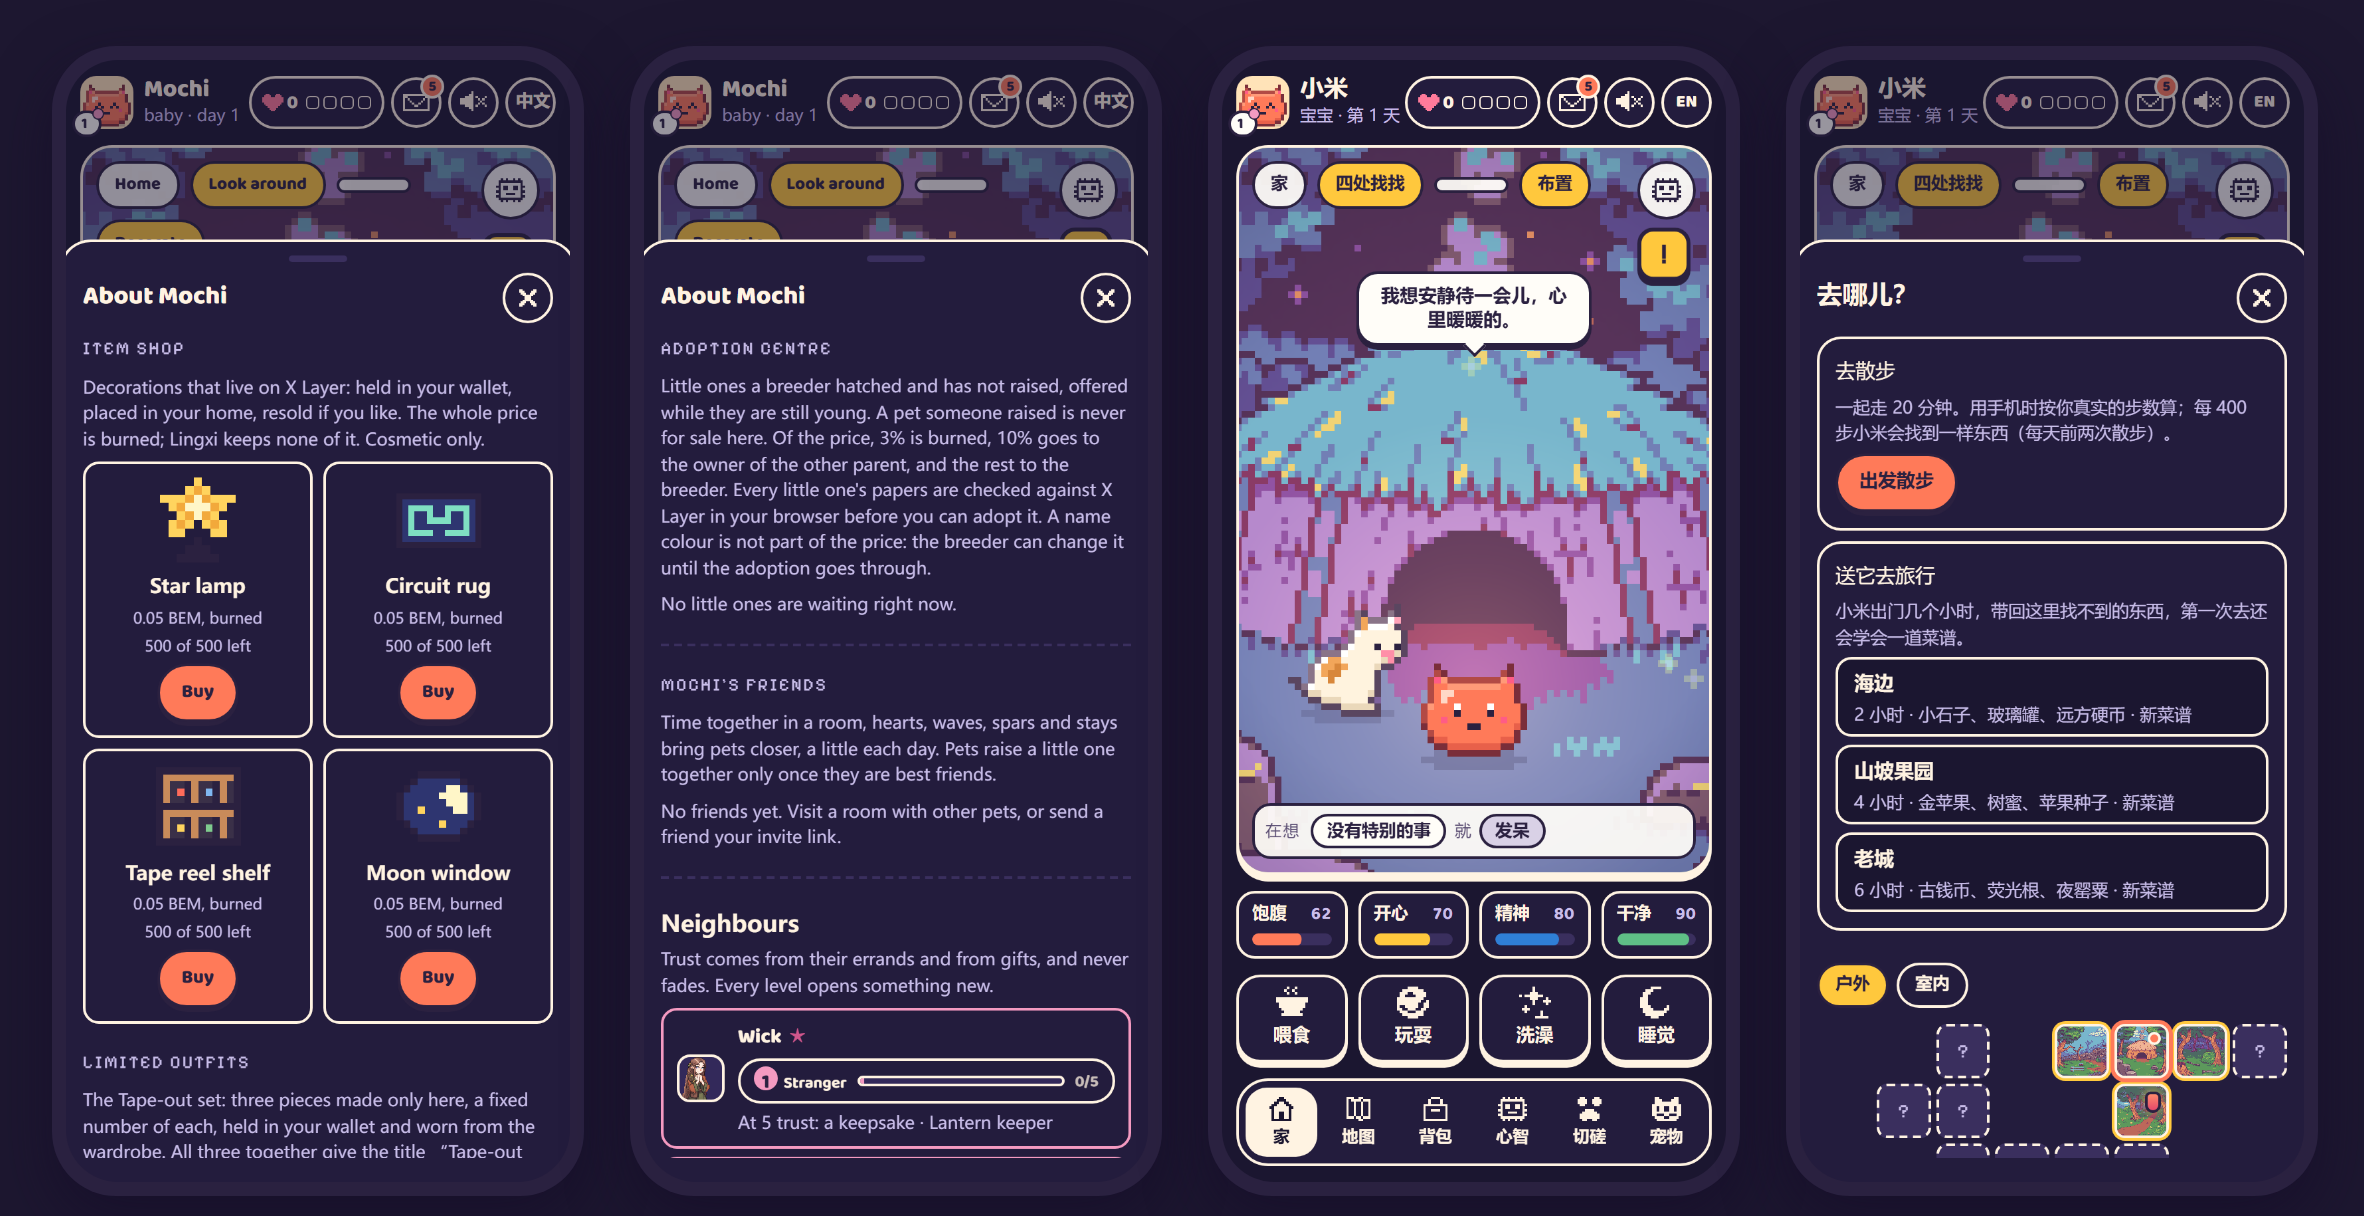 Mochi
baby · day 1
1
0
5
中文
Home
Look around
About Mochi
ITEM SHOP
Decorations that live on X Layer: held in your wallet,
placed in your home, resold if you like. The whole price
is burned; Lingxi keeps none of it. Cosmetic only.
Star lamp
0.05 BEM, burned
500 of 500 left
Buy
Circuit rug
0.05 BEM, burned
500 of 500 left
Buy
Tape reel shelf
0.05 BEM, burned
500 of 500 left
Buy
Moon window
0.05 BEM, burned
500 of 500 left
Buy
LIMITED OUTFITS
The Tape-out set: three pieces made only here, a fixed
number of each, held in your wallet and worn from the
wardrobe. All three together give the title "Tape-out
Mochi
baby · day 1
1
0
5
中文
Home
Look around
About Mochi
ADOPTION CENTRE
Little ones a breeder hatched and has not raised, offered
while they are still young. A pet someone raised is never
for sale here. Of the price, 3% is burned, 10% goes to
the owner of the other parent, and the rest to the
breeder. Every little one's papers are checked against X
Layer in your browser before you can adopt it. A name
colour is not part of the price: the breeder can change it
until the adoption goes through.
No little ones are waiting right now.
MOCHI'S FRIENDS
Time together in a room, hearts, waves, spars and stays
bring pets closer, a little each day. Pets raise a little one
together only once they are best friends.
No friends yet. Visit a room with other pets, or send a
friend your invite link.
Neighbours
Trust comes from their errands and from gifts, and never
fades. Every level opens something new.
Wick
1 Stranger 0/5
At 5 trust: a keepsake · Lantern keeper
小米
宝宝 · 第 1 天
1
0
5
EN
家
四处找找
布置
!
我想安静待一会儿，心
里暖暖的。
在想 没有特别的事 就 发呆
饱腹 62
开心 70
精神 80
干净 90
喂食
玩耍
洗澡
睡觉
家
地图
背包
心智
切磋
宠物
小米
宝宝 · 第 1 天
1
0
5
EN
家
四处找找
布置
去哪儿？
去散步
一起走 20 分钟。用手机时按你真实的步数算；每 400
步小米会找到一样东西（每天前两次散步）。
出发散步
送它去旅行
小米出门几个小时，带回这里找不到的东西，第一次去还
会学会一道菜谱。
海边
2 小时 · 小石子、玻璃罐、远方硬币 · 新菜谱
山坡果园
4 小时 · 金苹果、树蜜、苹果种子 · 新菜谱
老城
6 小时 · 古钱币、荧光根、夜罂粟 · 新菜谱
户外
室内
?
?
?
?